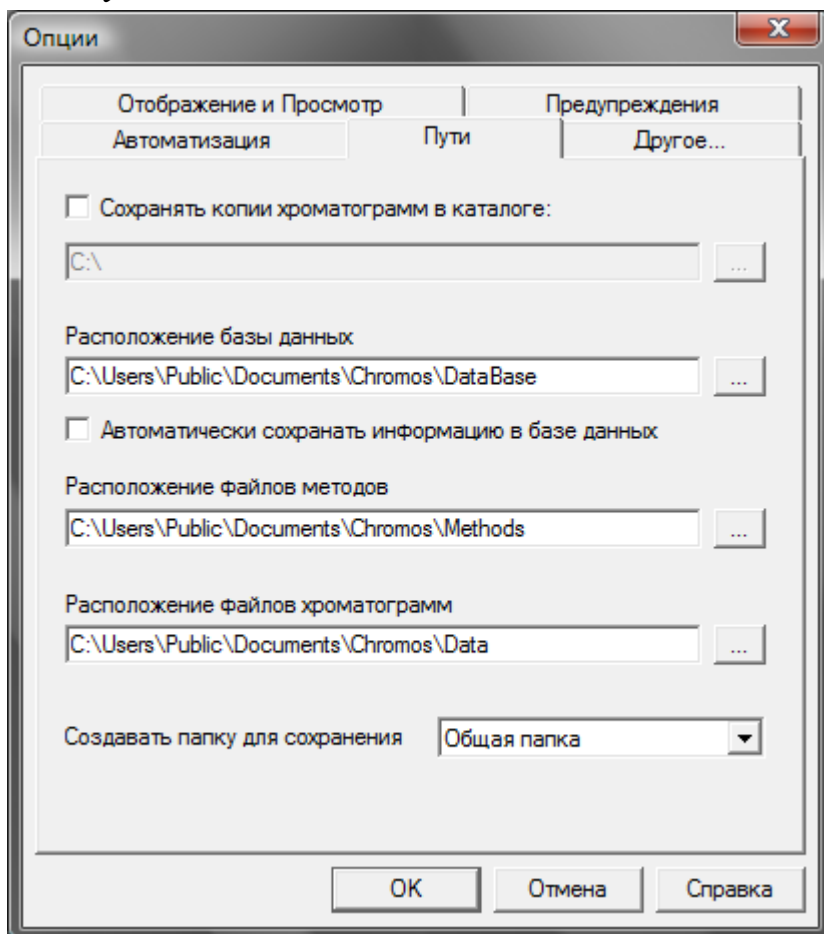 Опции
Отображение и Просмотр
Предупреждения
Автоматизация
Пути
Другое...
Сохранять копии хроматограмм в каталоге:
C:\
...
Расположение базы данных
C:\Users\Public\Documents\Chromos\DataBase
...
Автоматически сохранать информацию в базе данных
Расположение файлов методов
C:\Users\Public\Documents\Chromos\Methods
...
Расположение файлов хроматограмм
C:\Users\Public\Documents\Chromos\Data
...
Создавать папку для сохранения
Общая папка
OK
Отмена
Справка